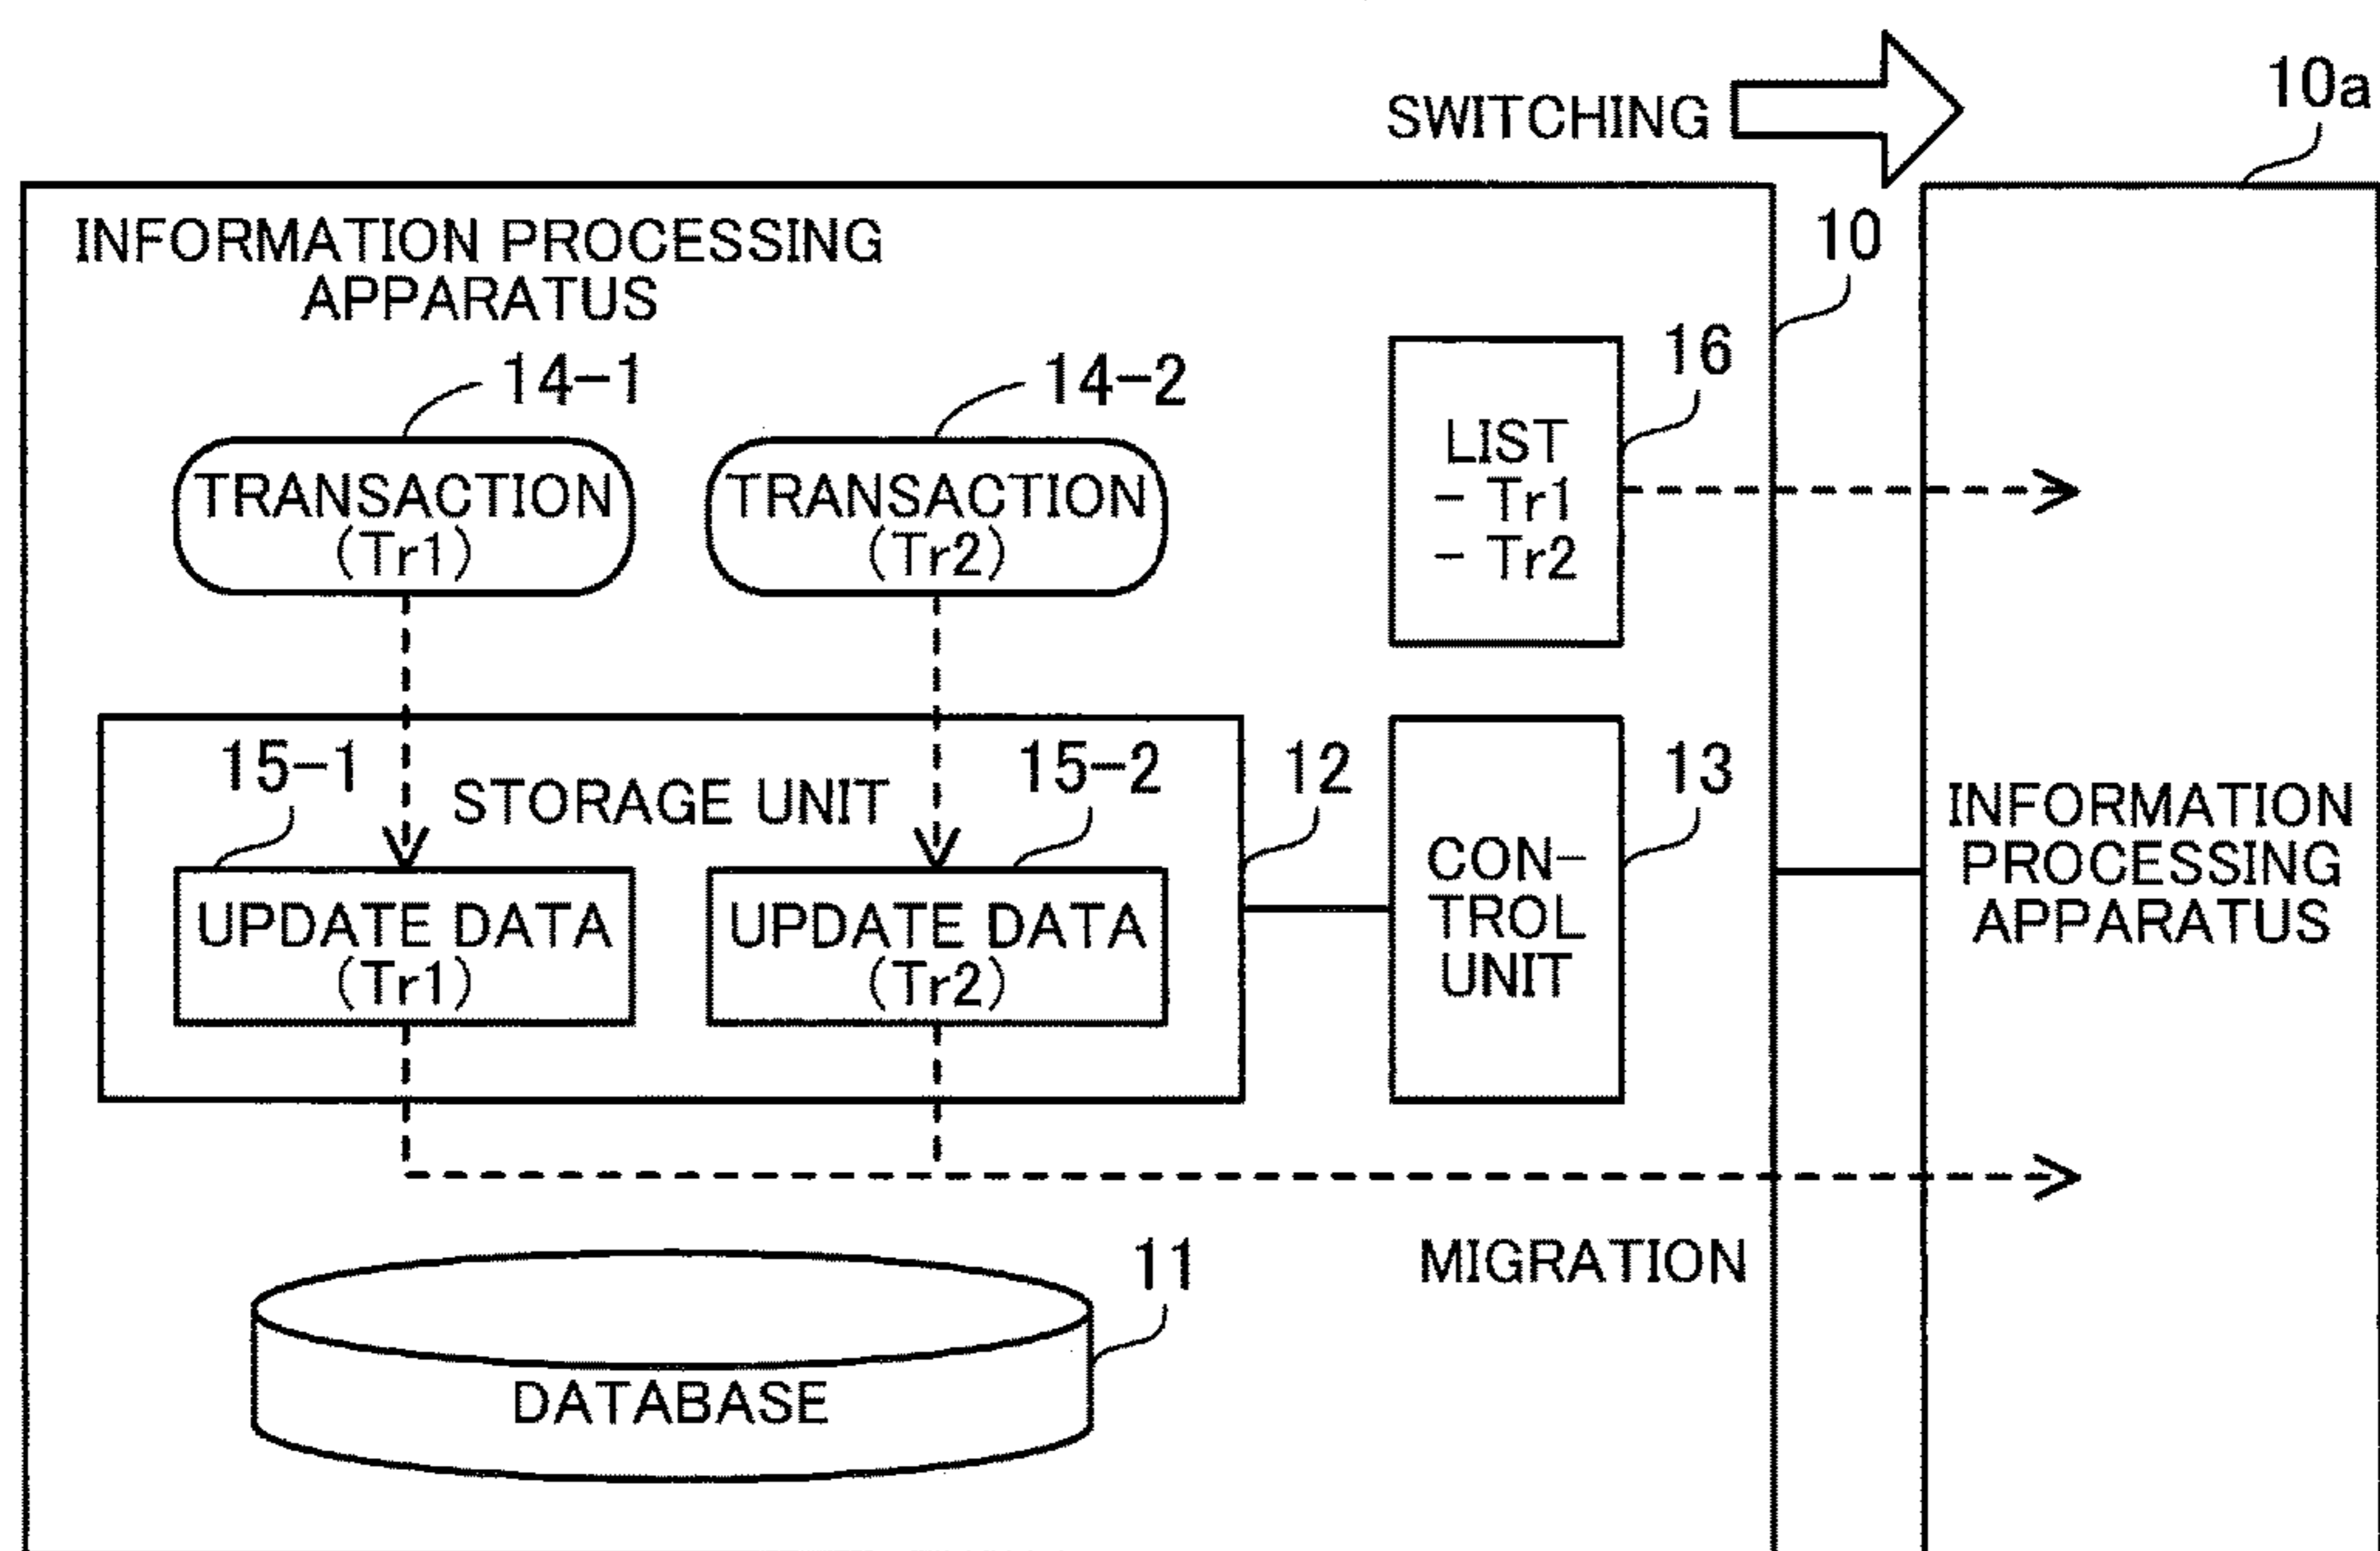 SWITCHING
10a
INFORMATION PROCESSING
APPARATUS
10
14-1
14-2
16
TRANSACTION
(Tr1)
TRANSACTION
(Tr2)
LIST
- Tr1
- Tr2
15-1
STORAGE UNIT
15-2
12
13
UPDATE DATA
(Tr1)
UPDATE DATA
(Tr2)
CON-
TROL
UNIT
INFORMATION
PROCESSING
APPARATUS
MIGRATION
11
DATABASE